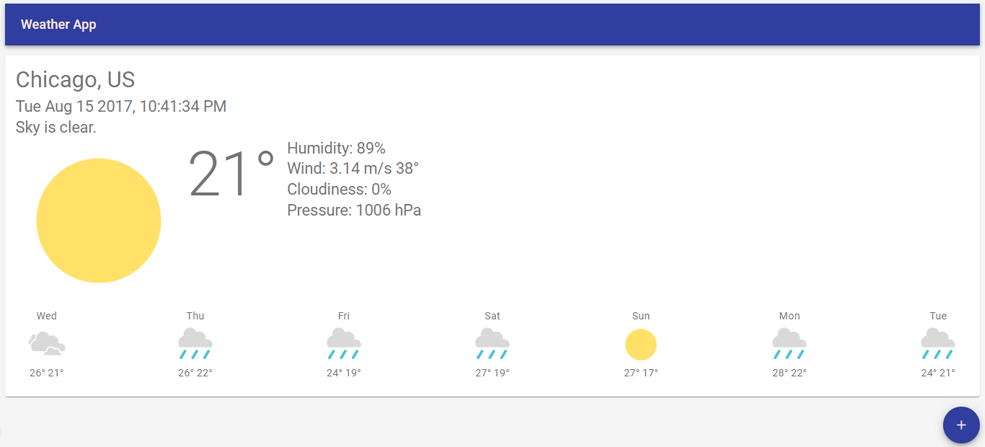 Weather App
Chicago, US
Tue Aug 15 2017, 10:41:34 PM
Sky is clear.
21°
Humidity: 89%
Wind: 3.14 m/s 38°
Cloudiness: 0%
Pressure: 1006 hPa
Wed Thu Fri Sat Sun Mon Tue
26° 21° 26° 22° 24° 19° 27° 19° 27° 17° 28° 22° 24° 21°
+